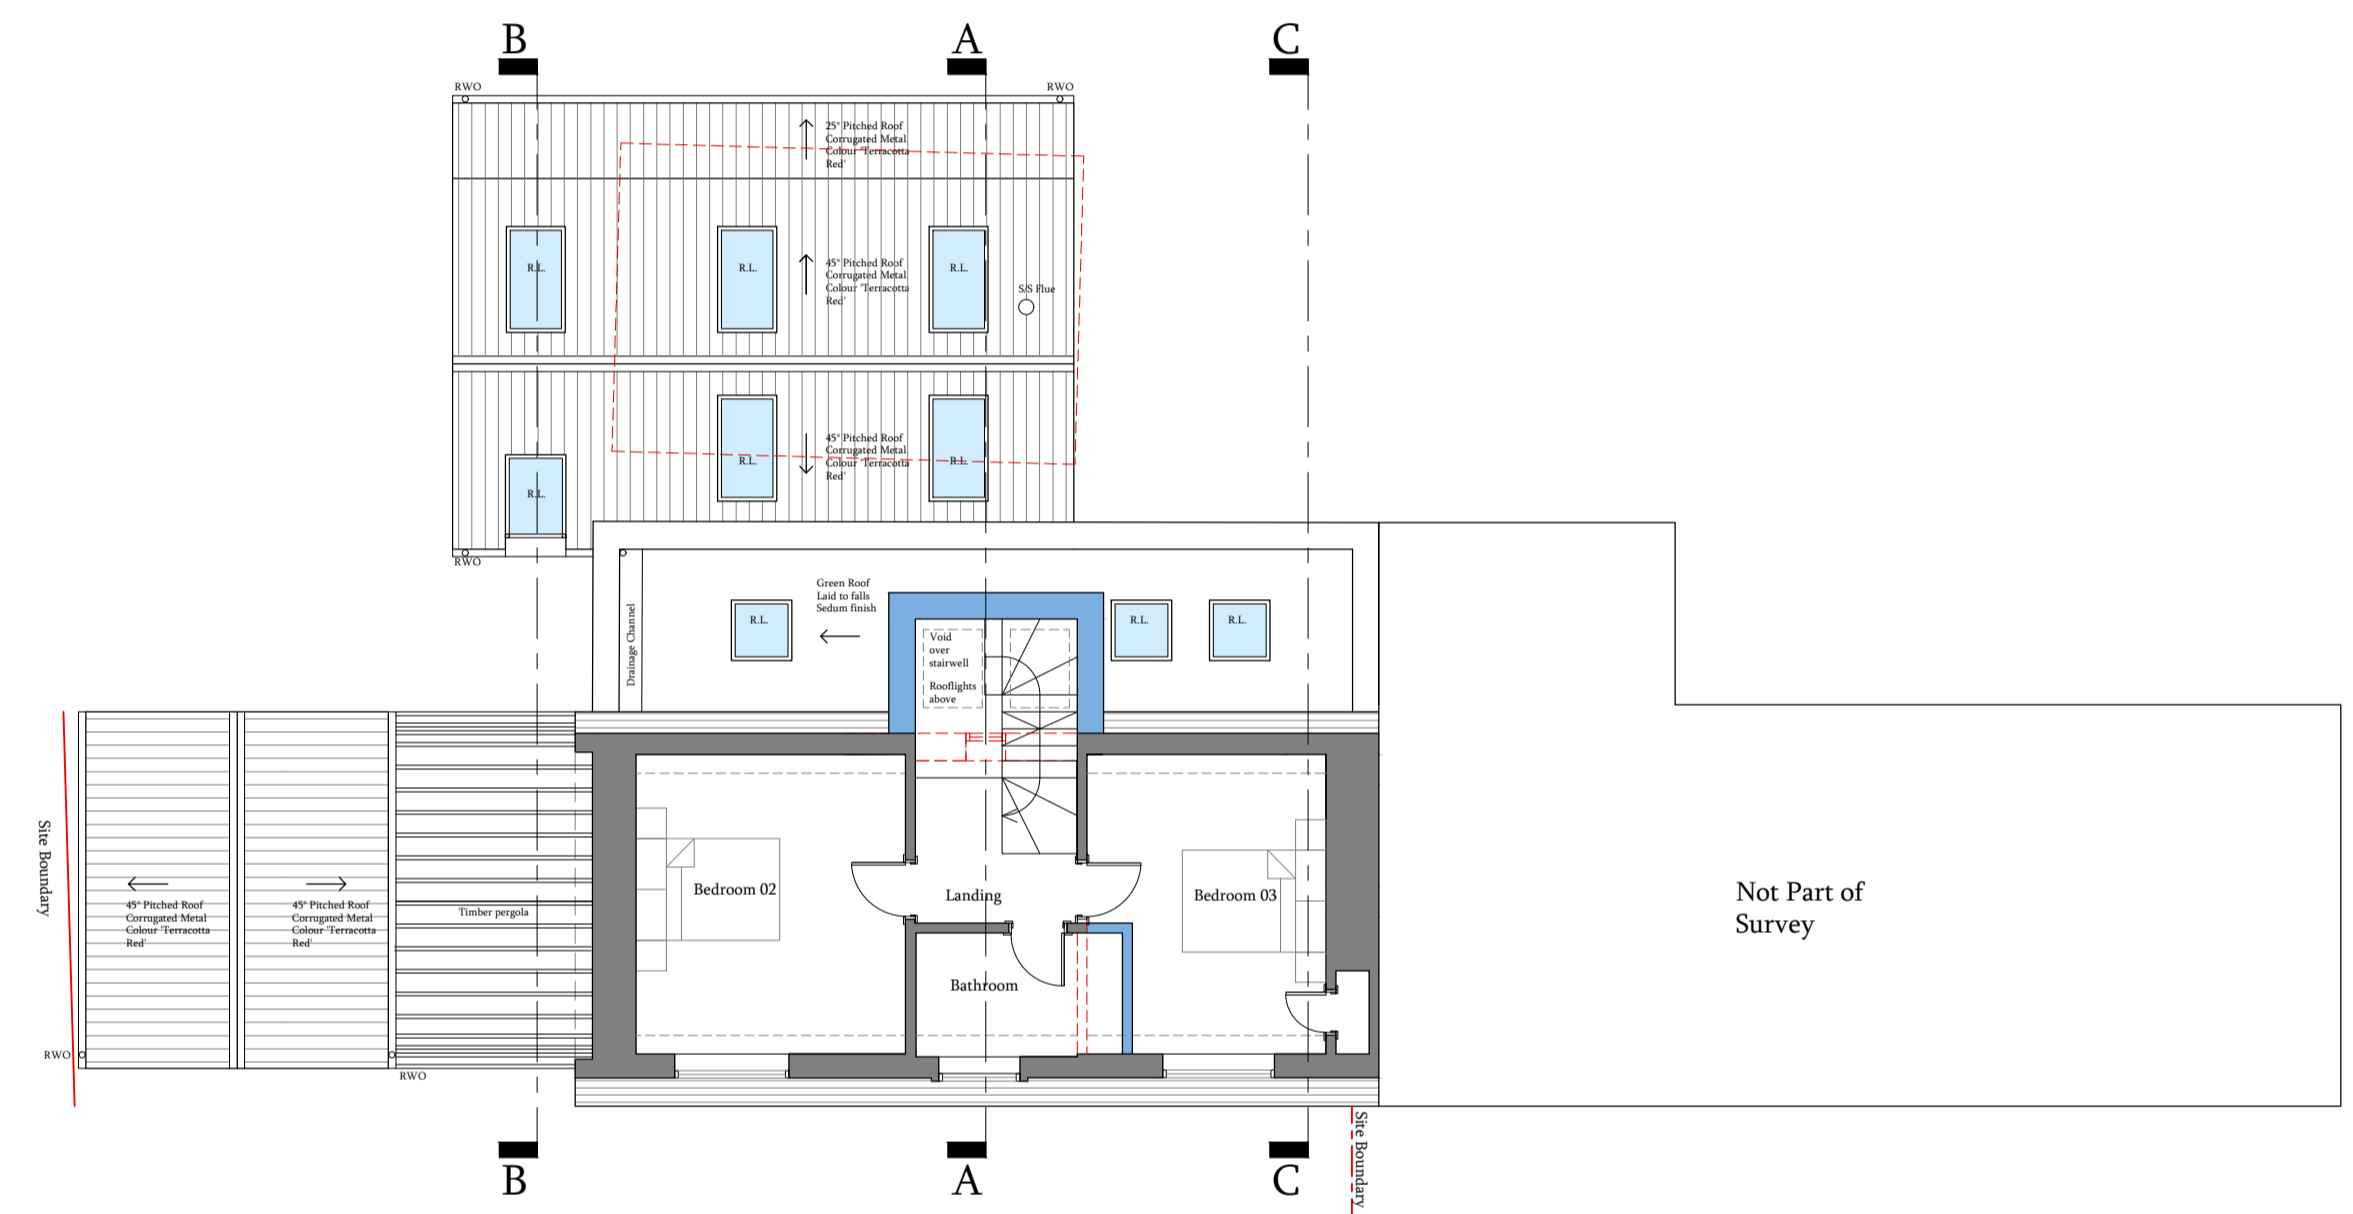 B
A
C
RWO
RWO
25° Pitched Roof
Corrugated Metal
Colour 'Terracotta
Red'
R.L.
R.L.
R.L.
45° Pitched Roof
Corrugated Metal
Colour 'Terracotta
Red'
S/S Flue
45° Pitched Roof
Corrugated Metal
Colour 'Terracotta
Red'
R.L.
R.L.
R.L.
RWO
Green Roof
Laid to falls
Sedum finish
Drainage Channel
R.L.
R.L.
R.L.
Void
over
stairwell
Rooflights
above
Site Boundary
45° Pitched Roof
Corrugated Metal
Colour 'Terracotta
Red'
45° Pitched Roof
Corrugated Metal
Colour 'Terracotta
Red'
Timber pergola
Bedroom 02
Landing
Bedroom 03
Not Part of
Survey
Bathroom
RWO
RWO
Site Boundary
B
A
C